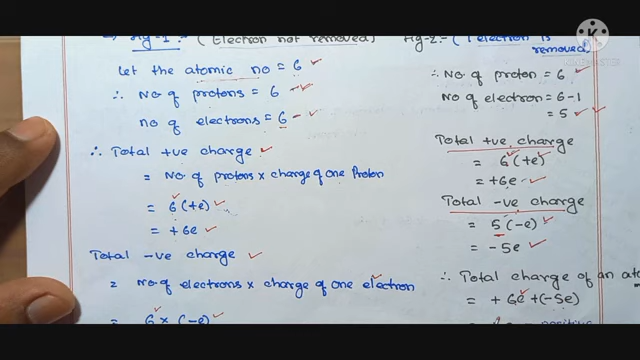 → Fig-1 :- (Electron not removed)
Let the atomic no = 6
∴ No of protons = 6
no of electrons = 6
∴ Total +ve charge
= No of protons x charge of one Proton
= 6 (+e)
= +6e
Total -ve charge
= no of electrons x charge of one electron
= 6 x (-e)
Fig-2 :- (1 electron is removed)
∴ No of proton = 6
No of electron = 6-1
= 5
Total +ve charge
= 6 (+e)
= +6e
Total -ve charge
= 5 (-e)
= -5e
∴ Total charge of an
= +6e + (-5e)
KINEMASTER